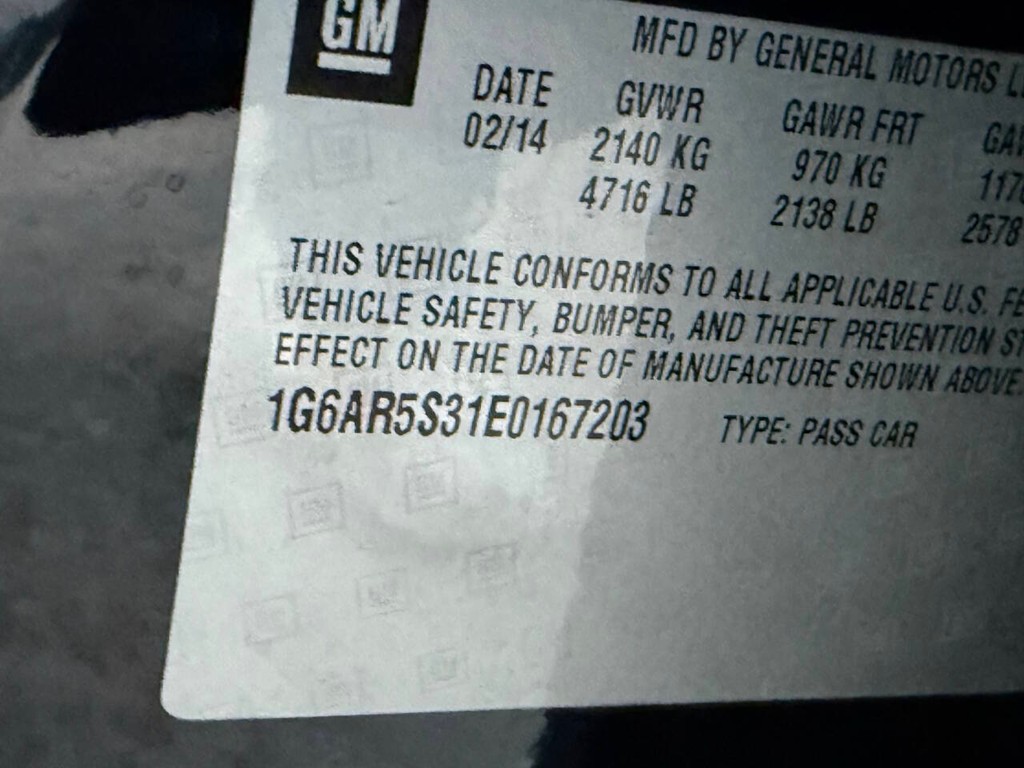 GM
MFD BY GENERAL MOTORS
DATE GVWR GAWR FRT
02/14 2140 KG 970 KG
4716 LB 2138 LB 2578
THIS VEHICLE CONFORMS TO ALL APPLICABLE U.S.
VEHICLE SAFETY, BUMPER, AND THEFT PREVENTION
EFFECT ON THE DATE OF MANUFACTURE SHOWN ABOVE.
1G6AR5S31E0167203 TYPE: PASS CAR